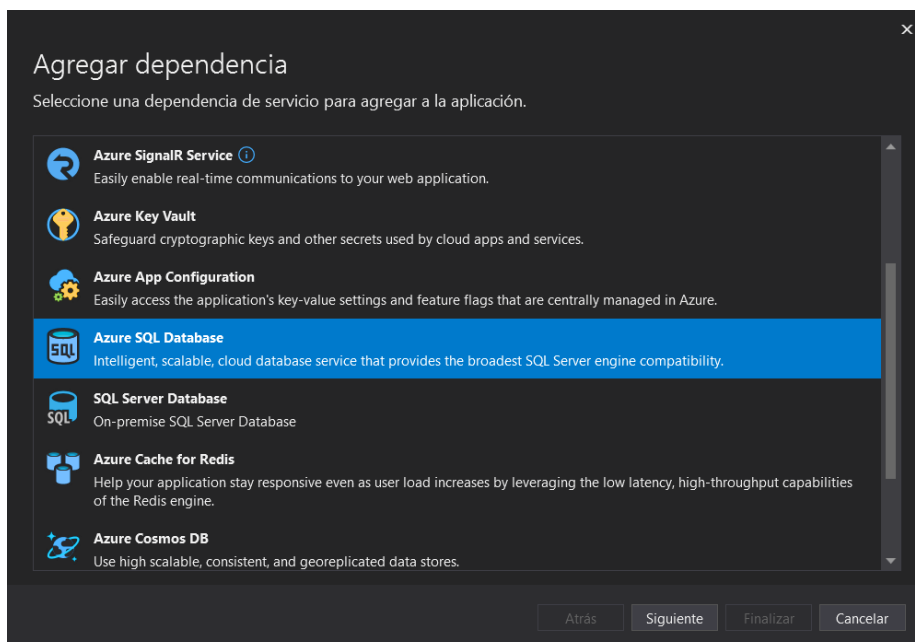 Agregar dependencia
Seleccione una dependencia de servicio para agregar a la aplicación.
Azure SignalR Service
Easily enable real-time communications to your web application.
Azure Key Vault
Safeguard cryptographic keys and other secrets used by cloud apps and services.
Azure App Configuration
Easily access the application's key-value settings and feature flags that are centrally managed in Azure.
SQL
Azure SQL Database
Intelligent, scalable, cloud database service that provides the broadest SQL Server engine compatibility.
SQL
SQL Server Database
On-premise SQL Server Database
Azure Cache for Redis
Help your application stay responsive even as user load increases by leveraging the low latency, high-throughput capabilities
of the Redis engine.
Azure Cosmos DB
Use high scalable, consistent, and georeplicated data stores.
Atrás Siguiente Finalizar Cancelar